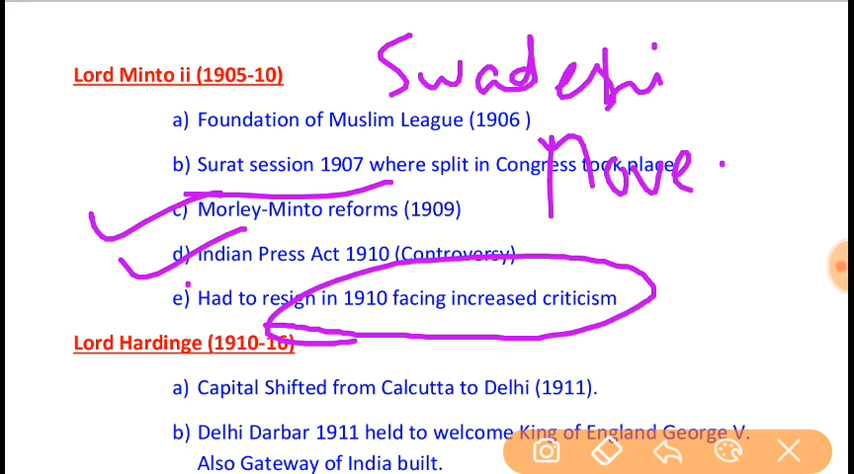 Swadeshi
Lord Minto ii (1905-10)
a) Foundation of Muslim League (1906 )
Move.
b) Surat session 1907 where split in Congress took place
c) Morley-Minto reforms (1909)
d) Indian Press Act 1910 (Controversy)
e) Had to resign in 1910 facing increased criticism
Lord Hardinge (1910-16)
a) Capital Shifted from Calcutta to Delhi (1911).
b) Delhi Darbar 1911 held to welcome King of England George V.
Also Gateway of India built.